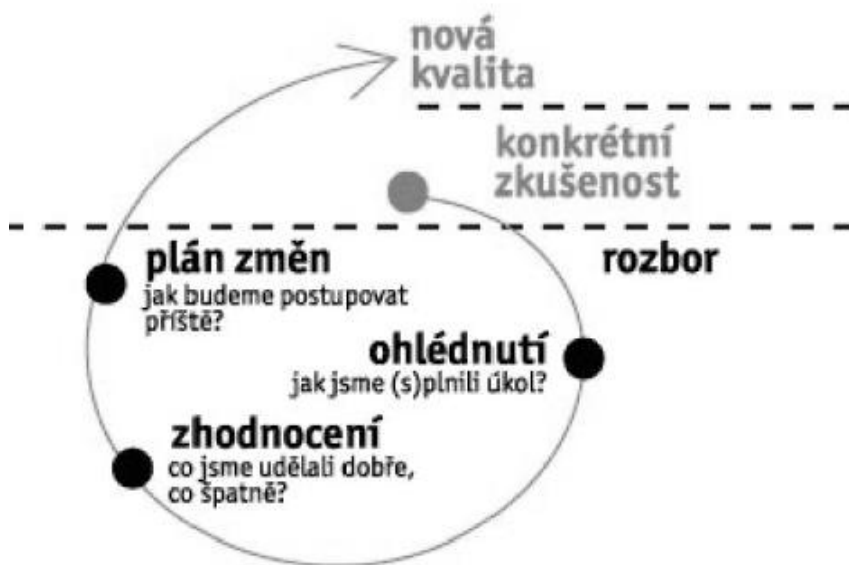 nová
kvalita
konkrétní
zkušenost
plán změn
jak budeme postupovat
příště?
rozbor
ohlédnutí
jak jsme (s)plnili úkol?
zhodnocení
co jsme udělali dobře,
co špatně?